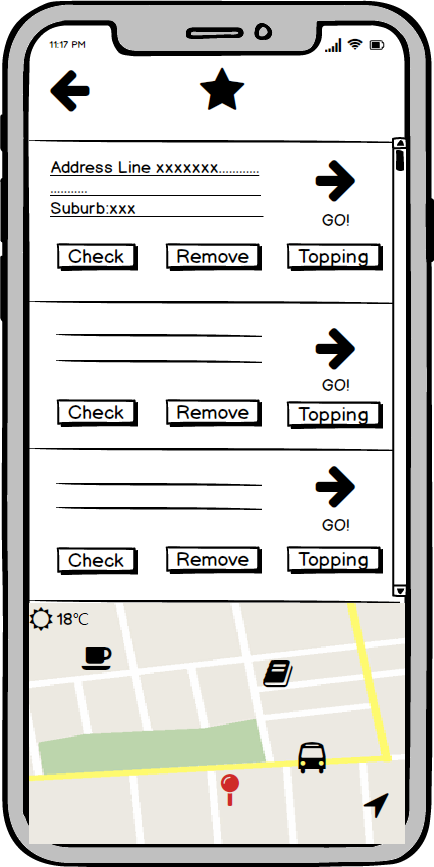 11:17 PM
Address Line xxxxxxx............
...........
Suburb:xxx
GO!
Check Remove Topping
GO!
Check Remove Topping
GO!
Check Remove Topping
18°C